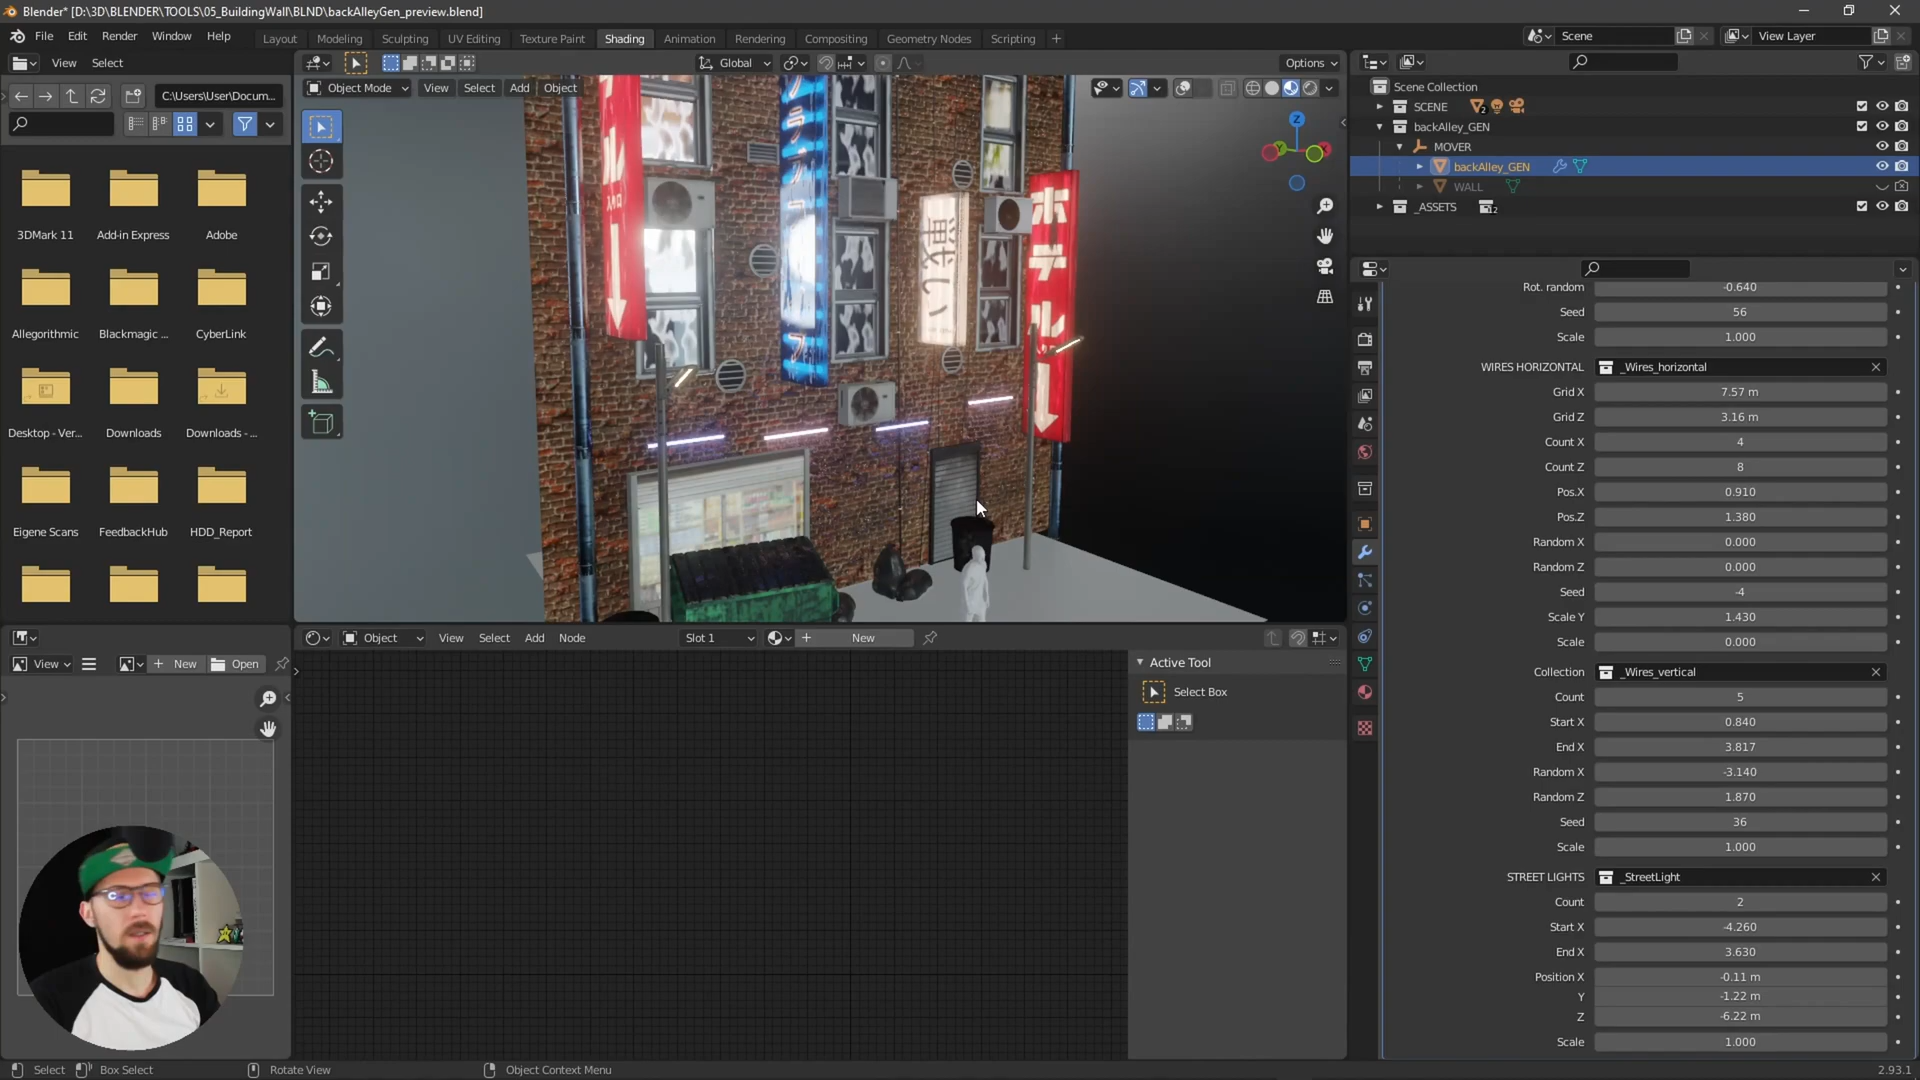 Blender* [D:\3D\BLENDER\TOOLS\05_BuildingWall\BLND\backAlleyGen_preview.blend]
File Edit Render Window Help
Layout Modeling Sculpting UV Editing Texture Paint Shading Animation Rendering Compositing Geometry Nodes Scripting
Scene
View Layer
View Select
Global
Options
C:\Users\User\Docum...
Object Mode View Select Add Object
Z
3DMark 11 Add-in Express Adobe
Allegorithmic Blackmagic ... CyberLink
Desktop - Ver... Downloads Downloads - ...
Eigene Scans FeedbackHub HDD_Report
ホテル
戦い
Scene Collection
SCENE 2
backAlley_GEN
MOVER
backAlley_GEN
WALL
_ASSETS 12
Rot. random -0.640
Seed 56
Scale 1.000
WIRES HORIZONTAL _Wires_horizontal
Grid X 7.57 m
Grid Z 3.16 m
Count X 4
Count Z 8
Pos.X 0.910
Pos.Z 1.380
Random X 0.000
Random Z 0.000
Seed -4
Scale Y 1.430
Scale 0.000
Collection _Wires_vertical
Count 5
Start X 0.840
End X 3.817
Random X -3.140
Random Z 1.870
Seed 36
Scale 1.000
STREET LIGHTS _StreetLight
Count 2
Start X -4.260
End X 3.630
Position X -0.11 m
Y -1.22 m
Z -6.22 m
Scale 1.000
Object View Select Add Node Slot 1 New
View New Open
Active Tool
Select Box
Select Box Select Rotate View Object Context Menu
2.93.1